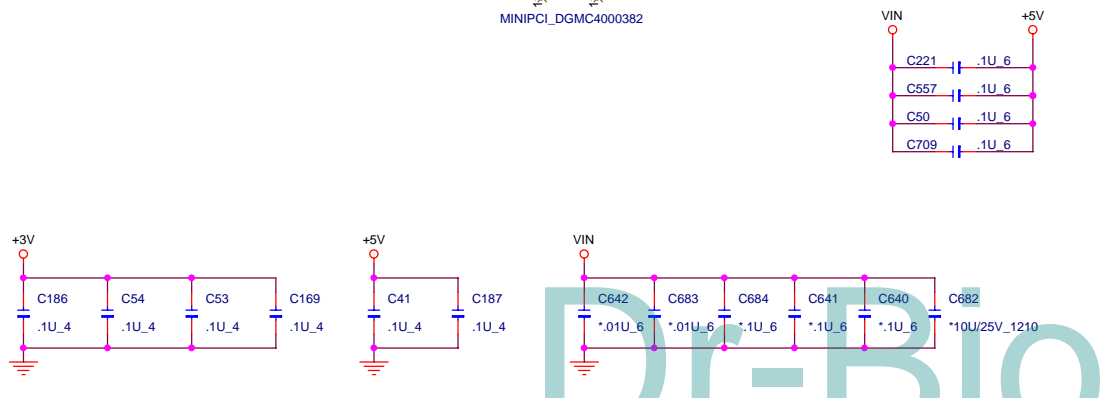 MINIPCI_DGMC4000382
VIN +5V
C221 .1U_6
C557 .1U_6
C50 .1U_6
C709 .1U_6
+3V +5V VIN
C186 C54 C53 C169 C41 C187 C642 C683 C684 C641 C640 C682
.1U_4 .1U_4 .1U_4 .1U_4 .1U_4 .1U_4 *.01U_6 *.01U_6 *.1U_6 *.1U_6 *.1U_6 *10U/25V_1210
Dr-Bio